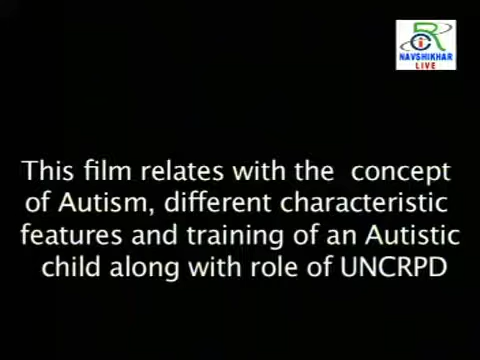 NAVSHIKHAR
LIVE
This film relates with the concept
of Autism, different characteristic
features and training of an Autistic
child along with role of UNCRPD